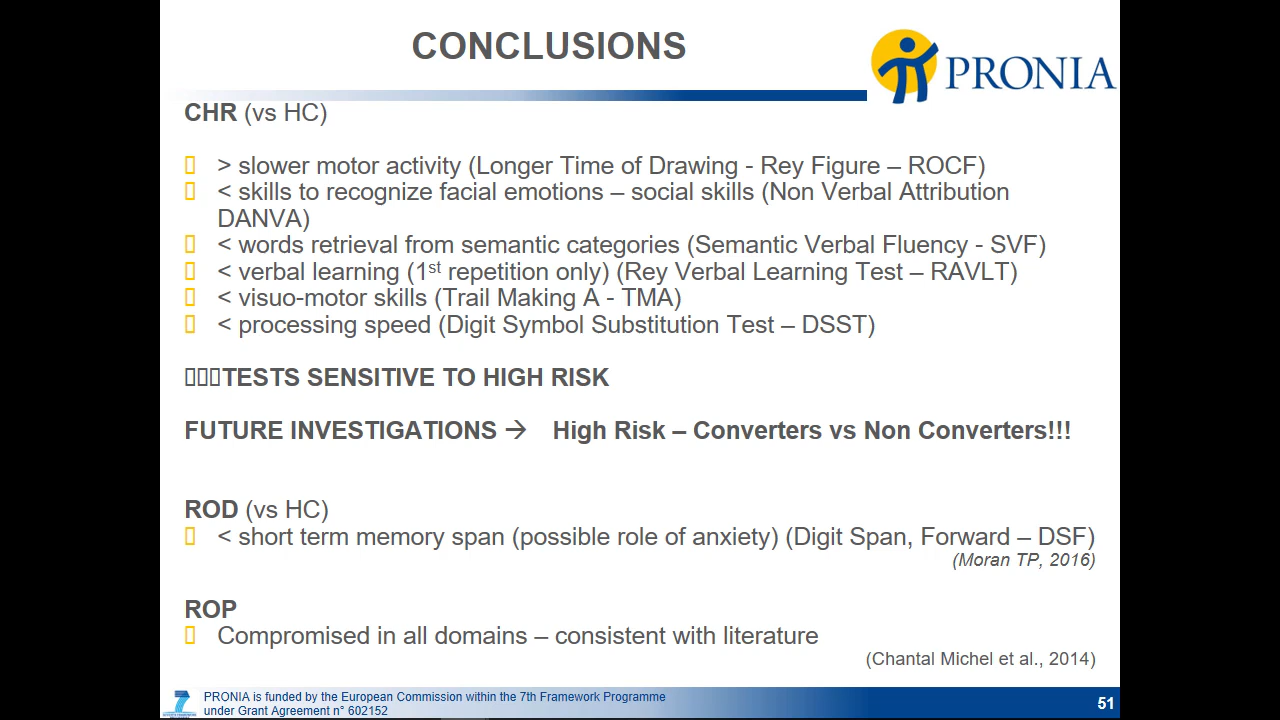 CONCLUSIONS
PRONIA
CHR (vs HC)
> slower motor activity (Longer Time of Drawing - Rey Figure – ROCF)
< skills to recognize facial emotions – social skills (Non Verbal Attribution
DANVA)
< words retrieval from semantic categories (Semantic Verbal Fluency - SVF)
< verbal learning (1st repetition only) (Rey Verbal Learning Test – RAVLT)
< visuo-motor skills (Trail Making A - TMA)
< processing speed (Digit Symbol Substitution Test – DSST)
TESTS SENSITIVE TO HIGH RISK
FUTURE INVESTIGATIONS → High Risk – Converters vs Non Converters!!!
ROD (vs HC)
< short term memory span (possible role of anxiety) (Digit Span, Forward – DSF)
(Moran TP, 2016)
ROP
Compromised in all domains – consistent with literature
(Chantal Michel et al., 2014)
PRONIA is funded by the European Commission within the 7th Framework Programme
under Grant Agreement n° 602152
51